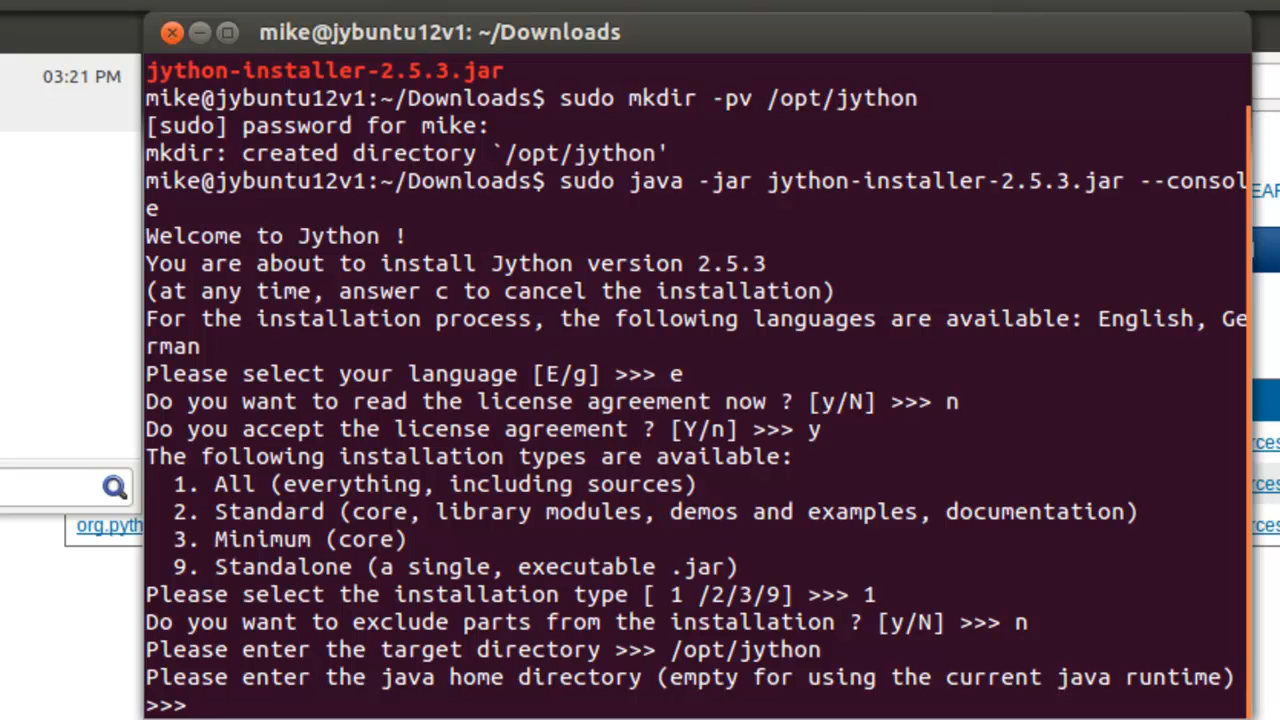 mike@jybuntu12v1: ~/Downloads
03:21 PM
jython-installer-2.5.3.jar
mike@jybuntu12v1:~/Downloads$ sudo mkdir -pv /opt/jython
[sudo] password for mike:
mkdir: created directory `/opt/jython'
mike@jybuntu12v1:~/Downloads$ sudo java -jar jython-installer-2.5.3.jar --consol
e
Welcome to Jython !
You are about to install Jython version 2.5.3
(at any time, answer c to cancel the installation)
For the installation process, the following languages are available: English, Ge
rman
Please select your language [E/g] >>> e
Do you want to read the license agreement now ? [y/N] >>> n
Do you accept the license agreement ? [Y/n] >>> y
The following installation types are available:
1. All (everything, including sources)
2. Standard (core, library modules, demos and examples, documentation)
3. Minimum (core)
9. Standalone (a single, executable .jar)
Please select the installation type [ 1 /2/3/9] >>> 1
Do you want to exclude parts from the installation ? [y/N] >>> n
Please enter the target directory >>> /opt/jython
Please enter the java home directory (empty for using the current java runtime)
>>>
org.pyth
rces
rces
rces